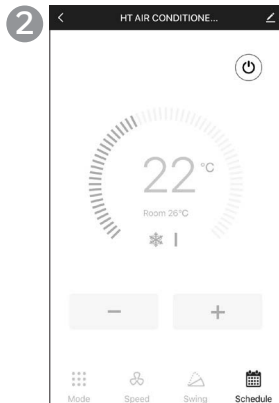 2
HT AIR CONDITIONE...
22 °C
Room 26°C
Mode Speed Swing Schedule